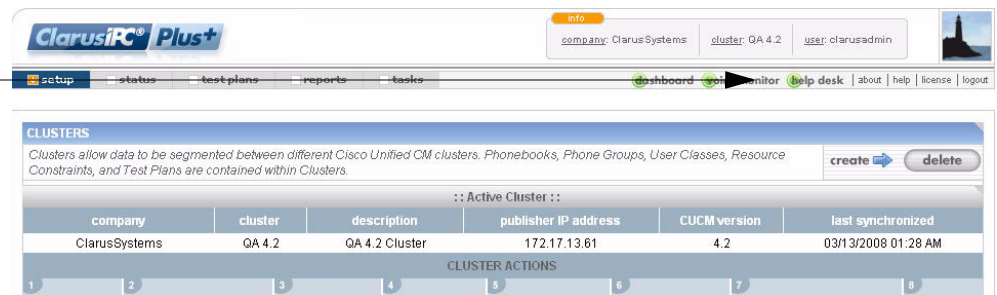 info
ClarusIPC® Plus+
company: ClarusSystems cluster: QA 4.2 user: clarusadmin
setup status test plans reports tasks dashboard voice monitor help desk about help license logout
CLUSTERS
Clusters allow data to be segmented between different Cisco Unified CM clusters. Phonebooks, Phone Groups, User Classes, Resource
Constraints, and Test Plans are contained within Clusters.
create delete
:: Active Cluster ::
company cluster description publisher IP address CUCM version last synchronized
ClarusSystems QA 4.2 QA 4.2 Cluster 172.17.13.61 4.2 03/13/2008 01:28 AM
CLUSTER ACTIONS
1 2 3 4 5 6 7 8